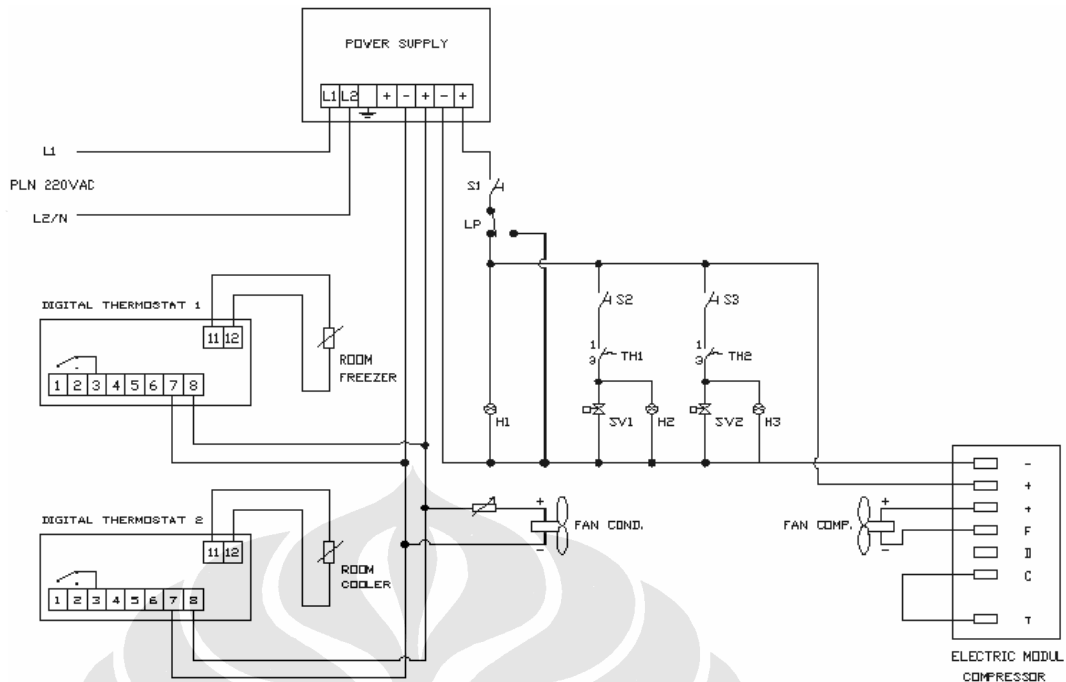 POWER SUPPLY
L1 L2 + - + - +
L1
PLN 220VAC
L2/N
S1
LP
DIGITAL THERMOSTAT 1
11 12
1 2 3 4 5 6 7 8
ROOM
FREEZER
S2
S3
1
3
TH1
1
3
TH2
H1
SV1
H2
SV2
H3
DIGITAL THERMOSTAT 2
11 12
1 2 3 4 5 6 7 8
ROOM
COOLER
+
-
FAN COND.
FAN COMP.
+
-
-
+
+
F
D
C
T
ELECTRIC MODUL
COMPRESSOR